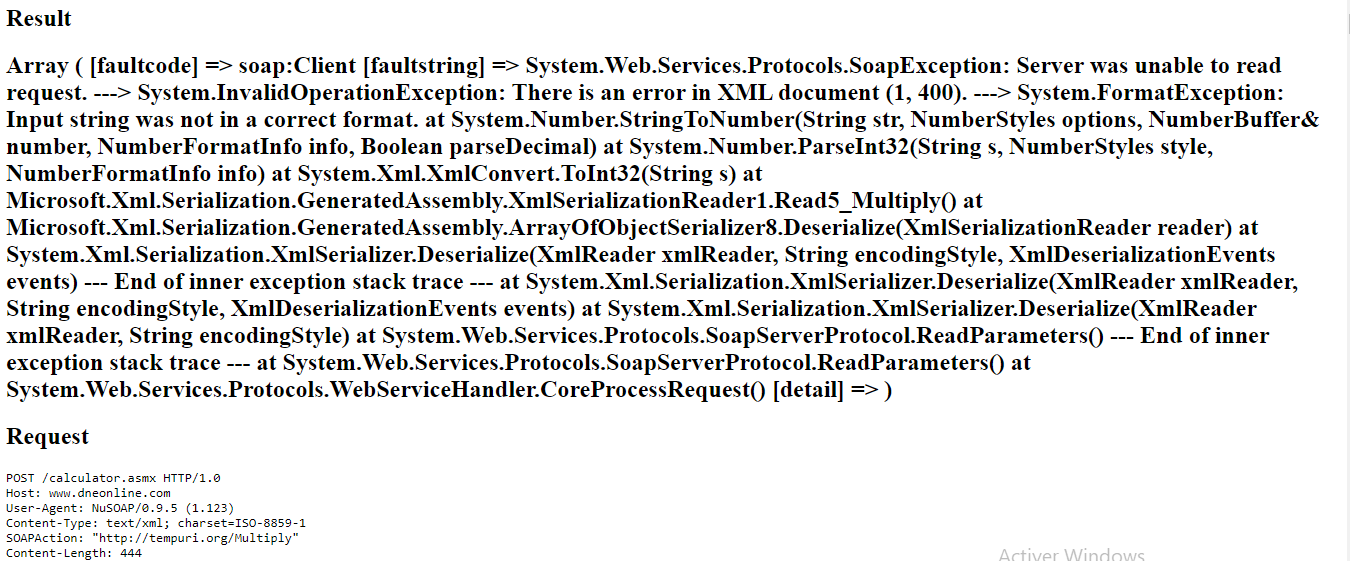 Result
Array ( [faultcode] => soap:Client [faultstring] => System.Web.Services.Protocols.SoapException: Server was unable to read
request. ---> System.InvalidOperationException: There is an error in XML document (1, 400). ---> System.FormatException:
Input string was not in a correct format. at System.Number.StringToNumber(String str, NumberStyles options, NumberBuffer&
number, NumberFormatInfo info, Boolean parseDecimal) at System.Number.ParseInt32(String s, NumberStyles style,
NumberFormatInfo info) at System.Xml.XmlConvert.ToInt32(String s) at
Microsoft.Xml.Serialization.GeneratedAssembly.XmlSerializationReader1.Read5_Multiply() at
Microsoft.Xml.Serialization.GeneratedAssembly.ArrayOfObjectSerializer8.Deserialize(XmlSerializationReader reader) at
System.Xml.Serialization.XmlSerializer.Deserialize(XmlReader xmlReader, String encodingStyle, XmlDeserializationEvents
events) --- End of inner exception stack trace --- at System.Xml.Serialization.XmlSerializer.Deserialize(XmlReader xmlReader,
String encodingStyle, XmlDeserializationEvents events) at System.Xml.Serialization.XmlSerializer.Deserialize(XmlReader
xmlReader, String encodingStyle) at System.Web.Services.Protocols.SoapServerProtocol.ReadParameters() --- End of inner
exception stack trace --- at System.Web.Services.Protocols.SoapServerProtocol.ReadParameters() at
System.Web.Services.Protocols.WebServiceHandler.CoreProcessRequest() [detail] => )
Request
POST /calculator.asmx HTTP/1.0
Host: www.dneonline.com
User-Agent: NuSOAP/0.9.5 (1.123)
Content-Type: text/xml; charset=ISO-8859-1
SOAPAction: "http://tempuri.org/Multiply"
Content-Length: 444
Activer Windows